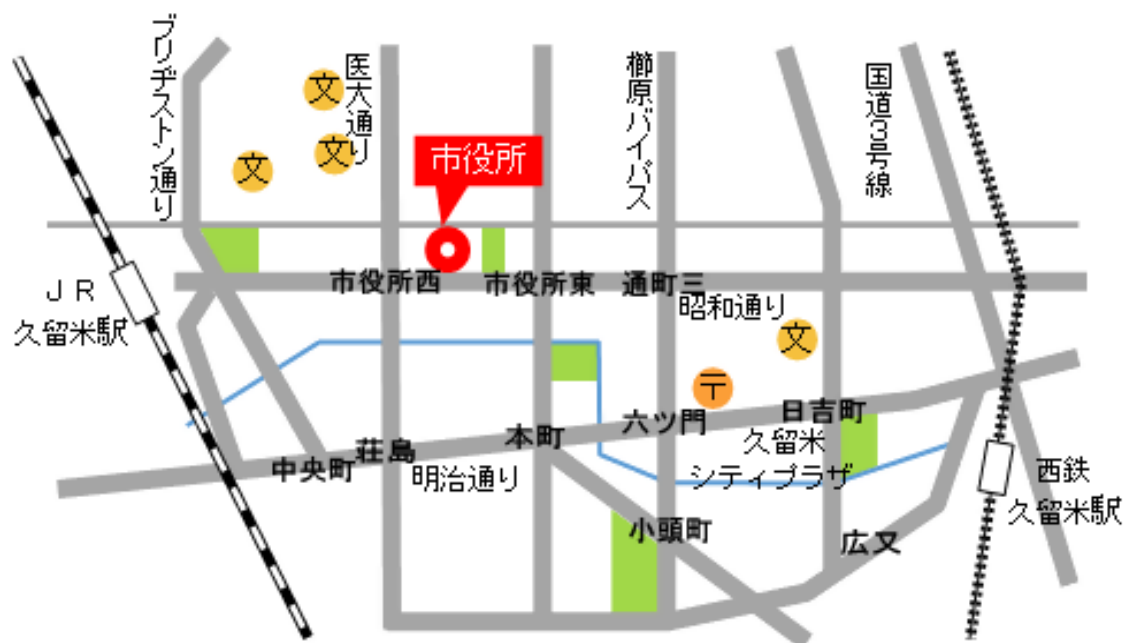 ブリヂストン通り
医大通り
櫛原バイパス
国道3号線
文
文
文
市役所
市役所西
市役所東
通町三
昭和通り
JR
久留米駅
文
〒
日吉町
六ツ門
久留米
シティプラザ
本町
荘島
中央町
明治通り
小頭町
広又
西鉄
久留米駅